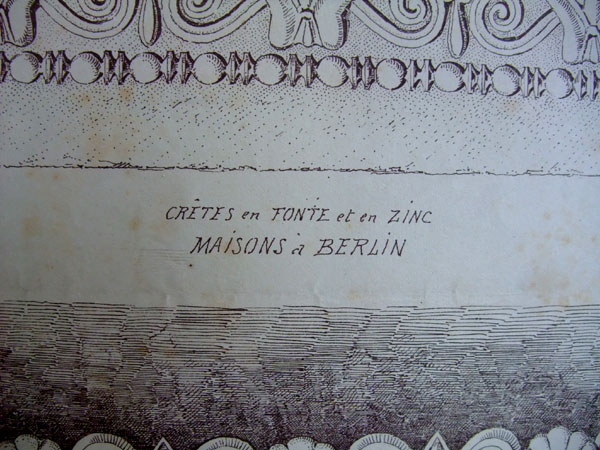 CRÊTES en FONTE et en ZINC
MAISONS à BERLIN